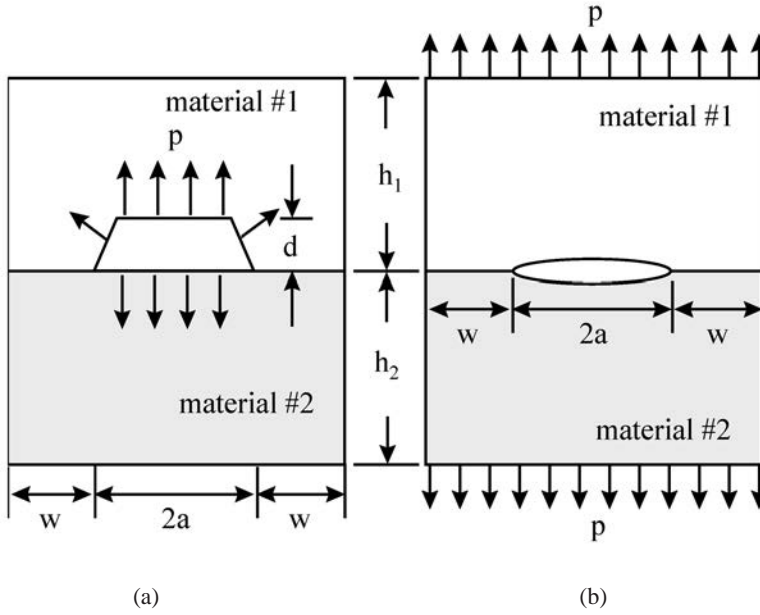 p
material #1
p
d
material #2
w
2a
w
h1
h2
p
material #1
w
2a
w
material #2
p
(a)
(b)